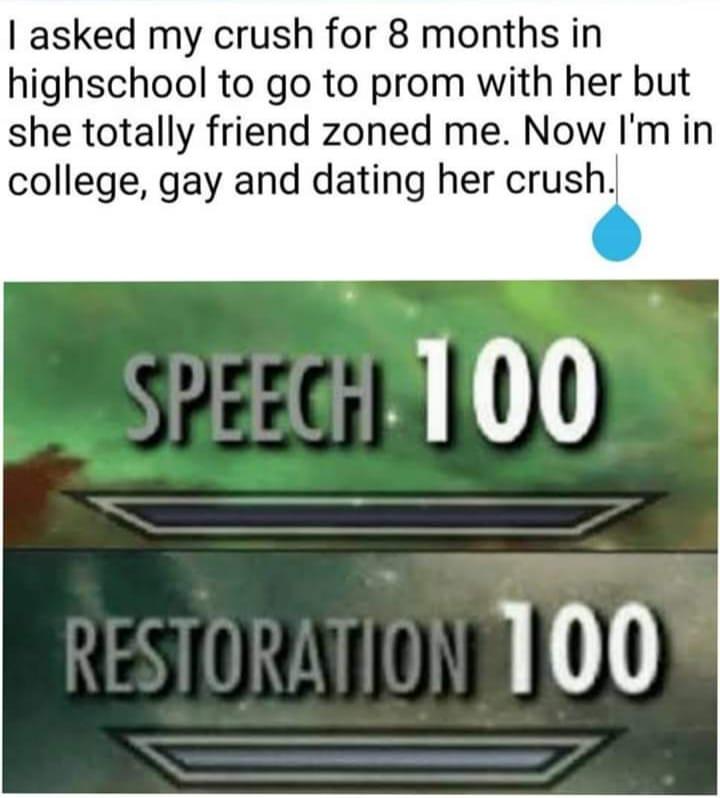 I asked my crush for 8 months in
highschool to go to prom with her but
she totally friend zoned me. Now I'm in
college, gay and dating her crush.
SPEECH 100
RESTORATION 100